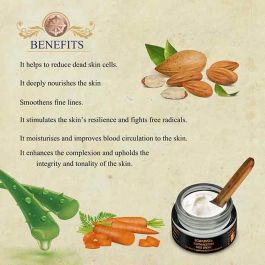 BENEFITS
It helps to reduce dead skin cells.
It deeply nourishes the skin
Smoothens fine lines.
It stimulates the skin's resilience and fights free radicals.
It moisturises and improves blood circulation to the skin.
It enhances the complexion and upholds the
integrity and tonality of the skin.